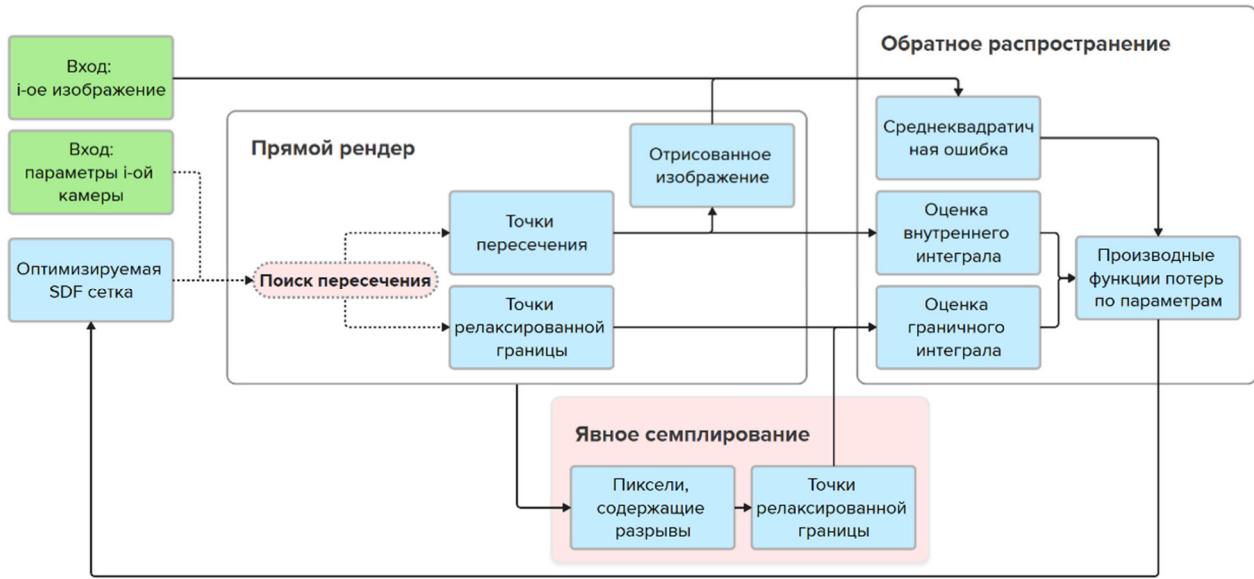 Обратное распространение
Вход:
i-ое изображение
Среднеквадратич
ная ошибка
Прямой рендер
Отрисованное
изображение
Вход:
параметры i-ой
камеры
Точки
пересечения
Оценка
внутреннего
интеграла
Оптимизируемая
SDF сетка
Поиск пересечения
Производные
функции потерь
по параметрам
Точки
релаксированной
границы
Оценка
граничного
интеграла
Явное семплирование
Пиксели,
содержащие
разрывы
Точки
релаксированной
границы